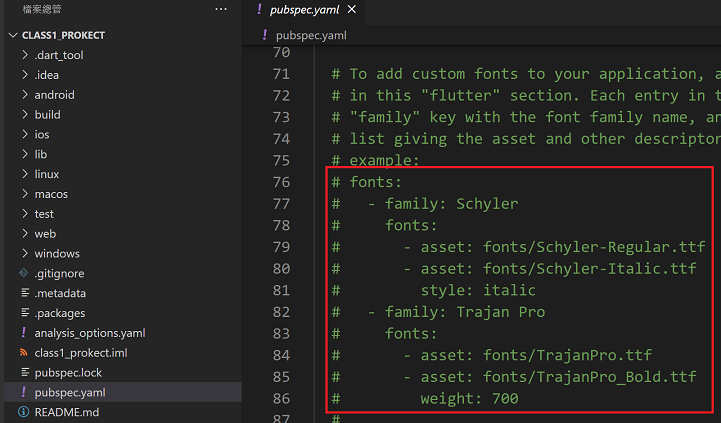 檔案總管
...
CLASS1_PROKECT
.dart_tool
.idea
android
build
ios
lib
linux
macos
test
web
windows
.gitignore
.metadata
.packages
analysis_options.yaml
class1_prokect.iml
pubspec.lock
! pubspec.yaml
README.md
! pubspec.yaml ×
! pubspec.yaml
70
71 # To add custom fonts to your application, a
72 # in this "flutter" section. Each entry in t
73 # "family" key with the font family name, an
74 # list giving the asset and other descriptor
75 # example:
76 # fonts:
77 #   - family: Schyler
78 #     fonts:
79 #       - asset: fonts/Schyler-Regular.ttf
80 #       - asset: fonts/Schyler-Italic.ttf
81 #         style: italic
82 #   - family: Trajan Pro
83 #     fonts:
84 #       - asset: fonts/TrajanPro.ttf
85 #       - asset: fonts/TrajanPro_Bold.ttf
86 #         weight: 700
87 #